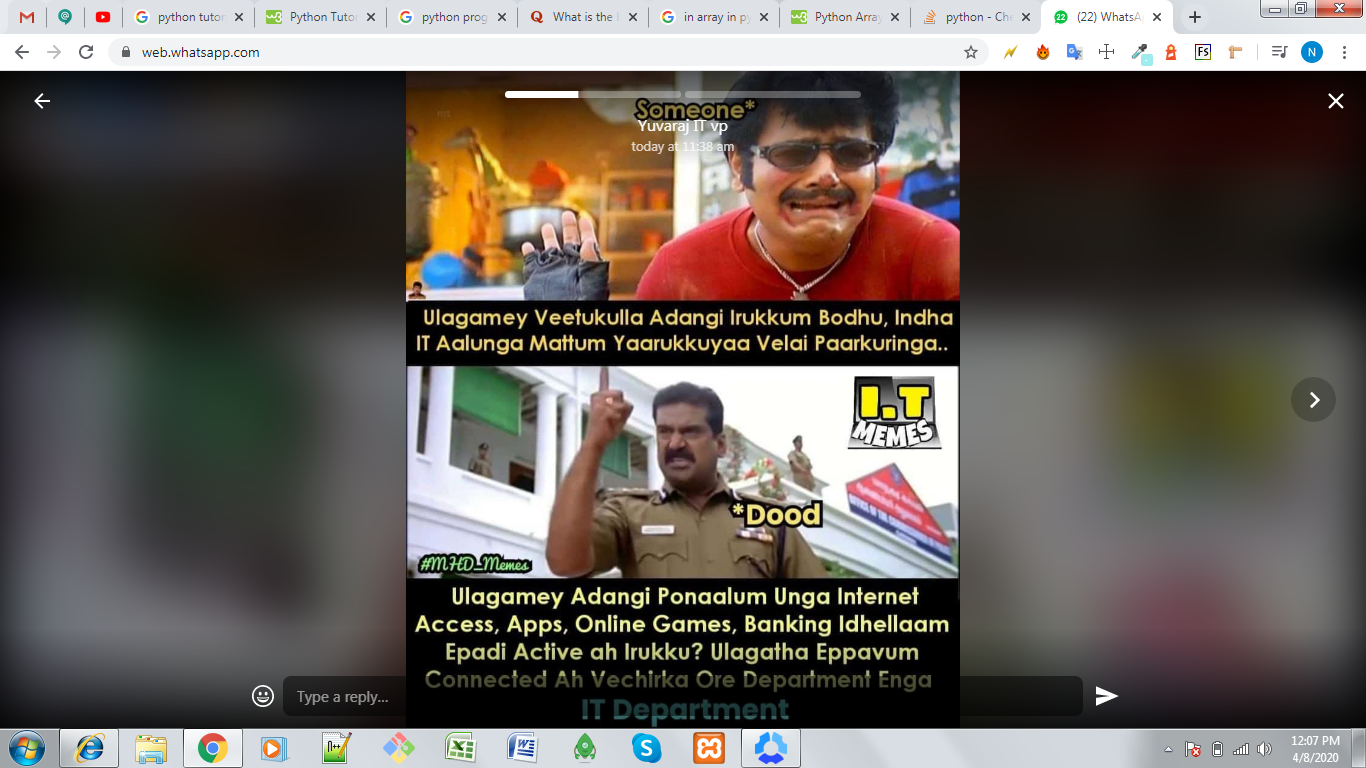 python tutor
Python Tutor
python prog
What is the b
in array in py
Python Array
python - Che
(22) WhatsA
web.whatsapp.com
N
Someone*
Yuvaraj IT vp
today at 11:38 am
Ulagamey Veetukulla Adangi Irukkum Bodhu, Indha
IT Aalunga Mattum Yaarukkuyaa Velai Paarkuringa..
I.T
MEMES
*Dood
#MHD_Memes
Ulagamey Adangi Ponaalum Unga Internet
Access, Apps, Online Games, Banking Idhellaam
Epadi Active ah Irukku? Ulagatha Eppavum
Connected Ah Vechirka Ore Department Enga
IT Department
Type a reply...
12:07 PM
4/8/2020